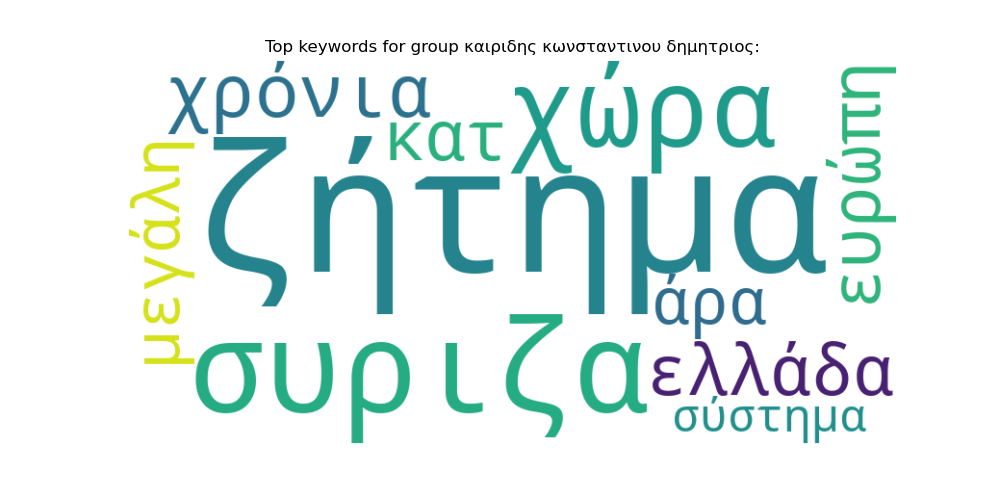 Top keywords for group καιριδης κωνσταντινου δημητριος:
χρόνια
κατ
χώρα
ευρώπη
μεγάλη
ζήτημα
άρα
συριζα
ελλάδα
σύστημα